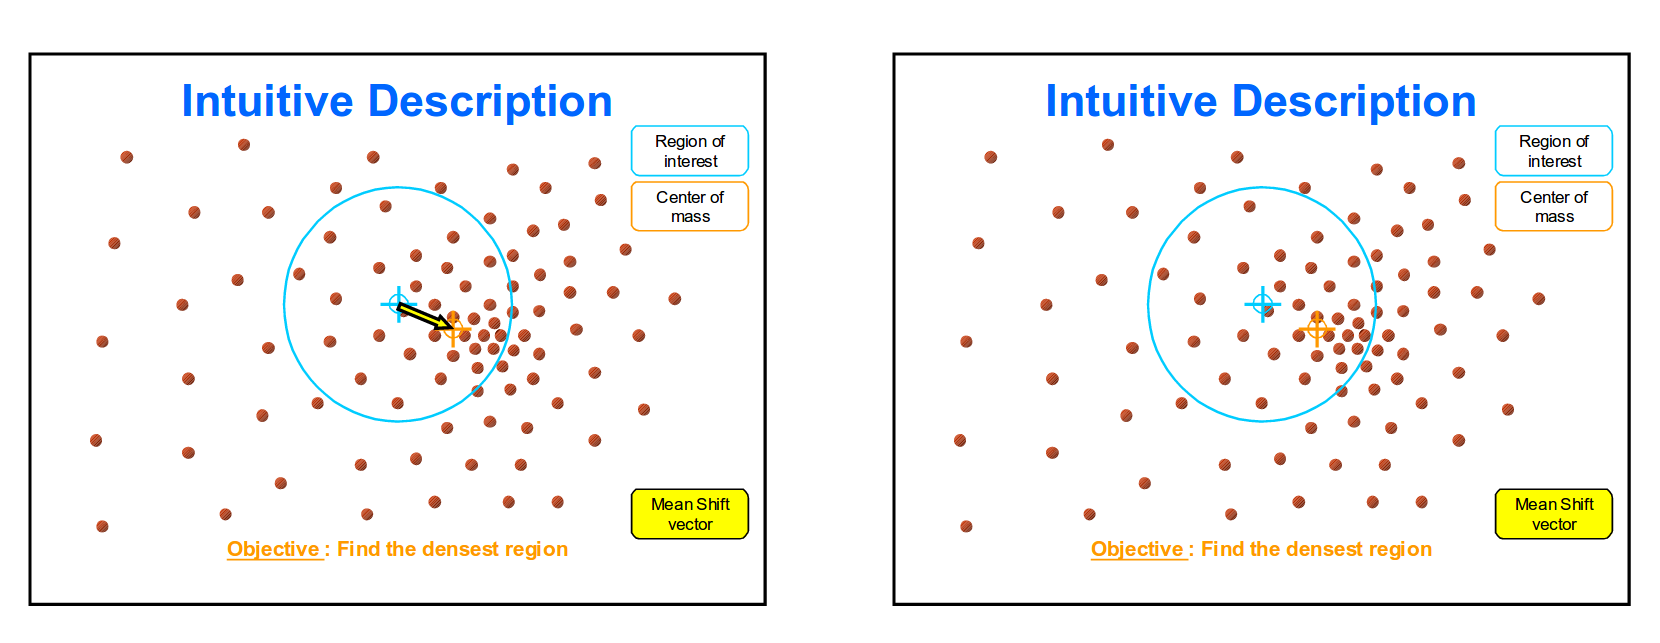 Intuitive Description
Region of
interest
Center of
mass
Mean Shift
vector
Objective : Find the densest region
Intuitive Description
Region of
interest
Center of
mass
Mean Shift
vector
Objective : Find the densest region